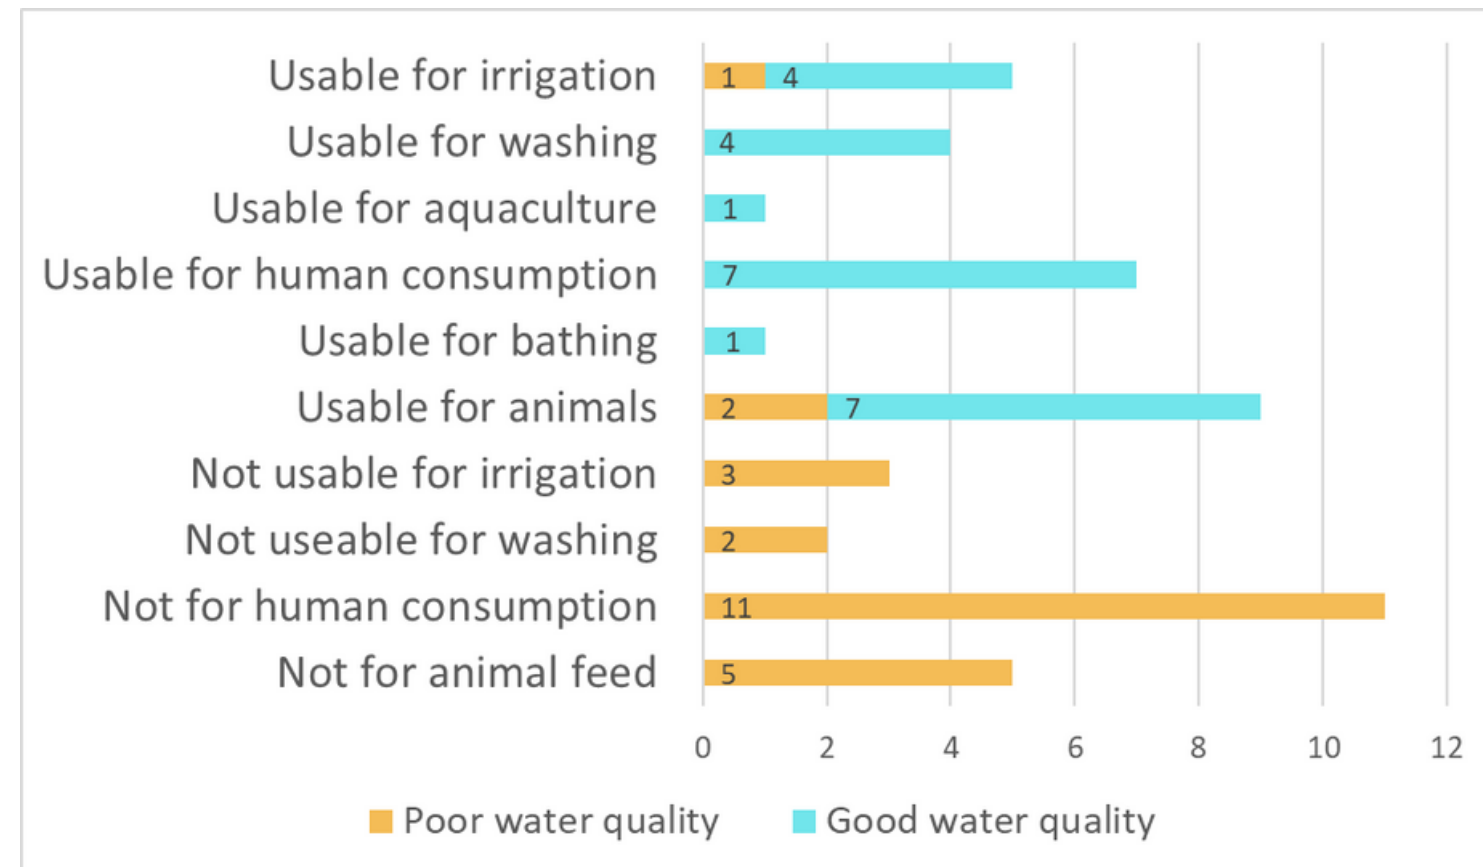 Usable for irrigation 1 4
Usable for washing 4
Usable for aquaculture 1
Usable for human consumption 7
Usable for bathing 1
Usable for animals 2 7
Not usable for irrigation 3
Not useable for washing 2
Not for human consumption 11
Not for animal feed 5
0 2 4 6 8 10 12
Poor water quality Good water quality